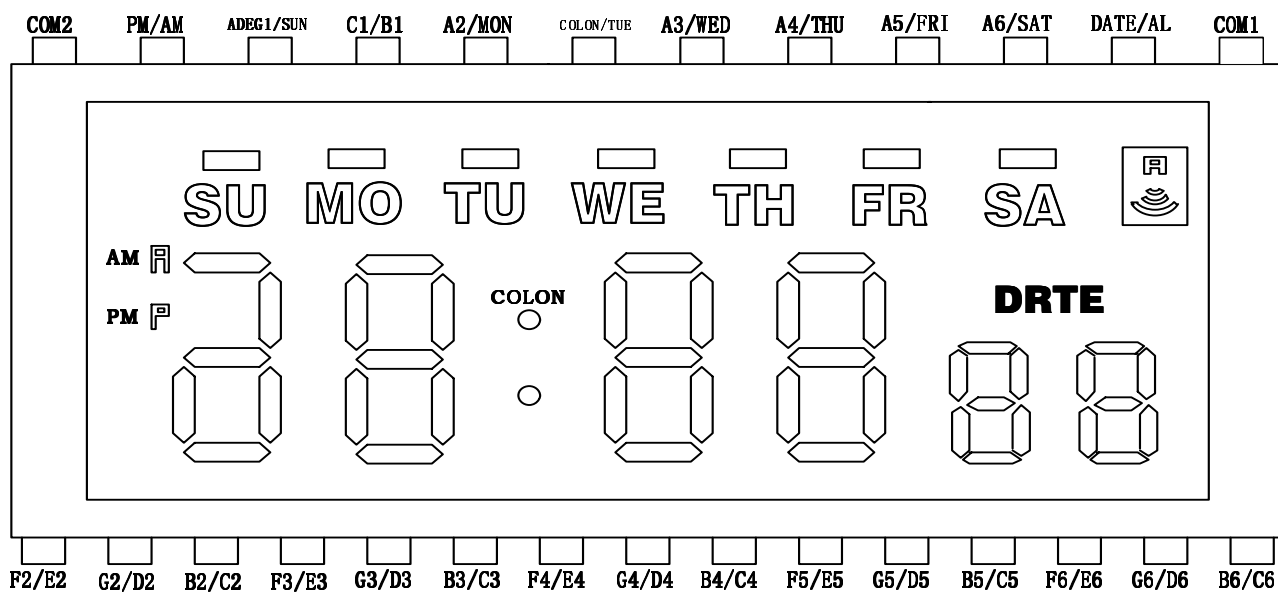 COM2 PM/AM ADEG1/SUN C1/B1 A2/MON COLON/TUE A3/WED A4/THU A5/FRI A6/SAT DATE/AL COM1
SU MO TU WE TH FR SA A
AM A
COLON DRTE
PM P
F2/E2 G2/D2 B2/C2 F3/E3 G3/D3 B3/C3 F4/E4 G4/D4 B4/C4 F5/E5 G5/D5 B5/C5 F6/E6 G6/D6 B6/C6